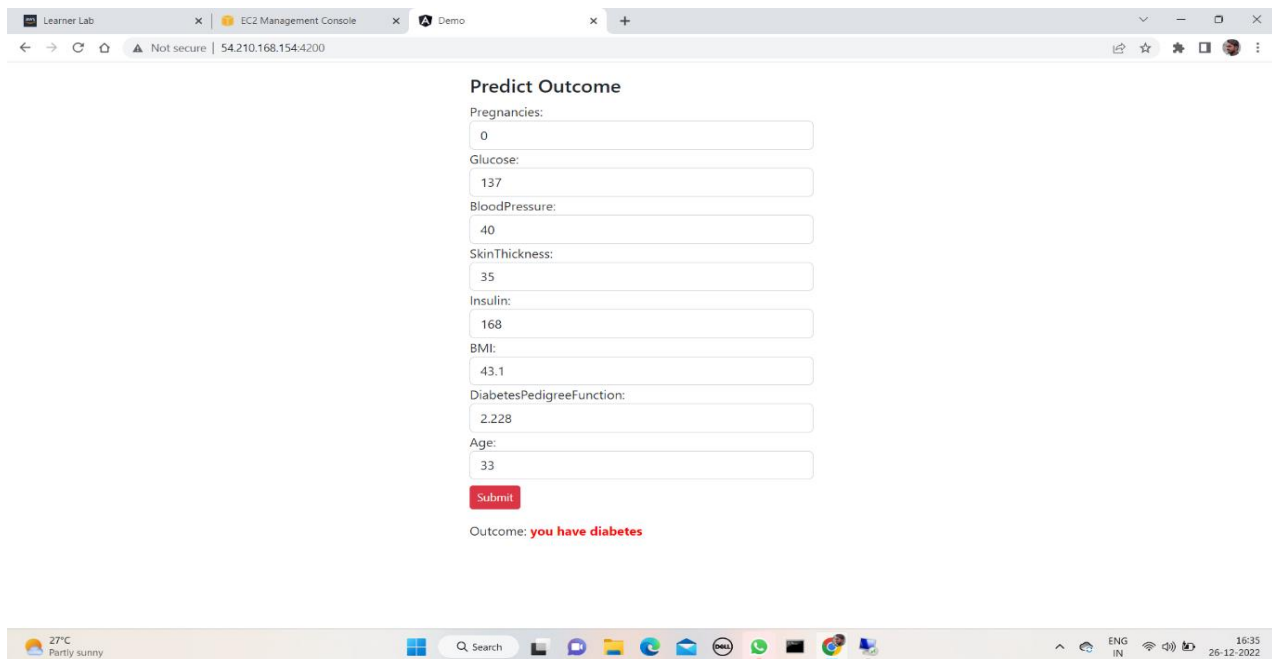 Learner Lab
EC2 Management Console
Demo
Not secure | 54.210.168.154:4200
Predict Outcome
Pregnancies:
0
Glucose:
137
BloodPressure:
40
SkinThickness:
35
Insulin:
168
BMI:
43.1
DiabetesPedigreeFunction:
2.228
Age:
33
Submit
Outcome: you have diabetes
27°C
Partly sunny
Search
DELL
ENG
IN
16:35
26-12-2022